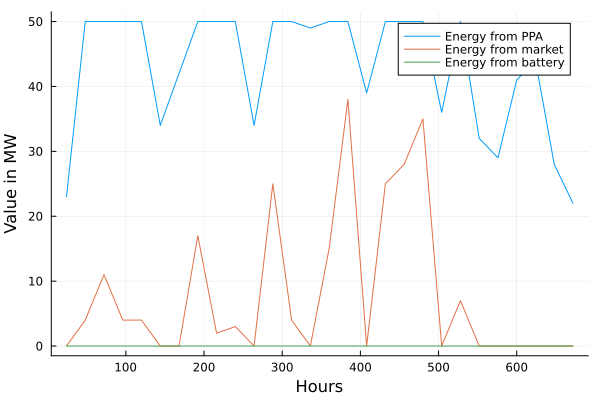 50
40
30
20
10
0
Value in MW
Energy from PPA
Energy from market
Energy from battery
100 200 300 400 500 600
Hours